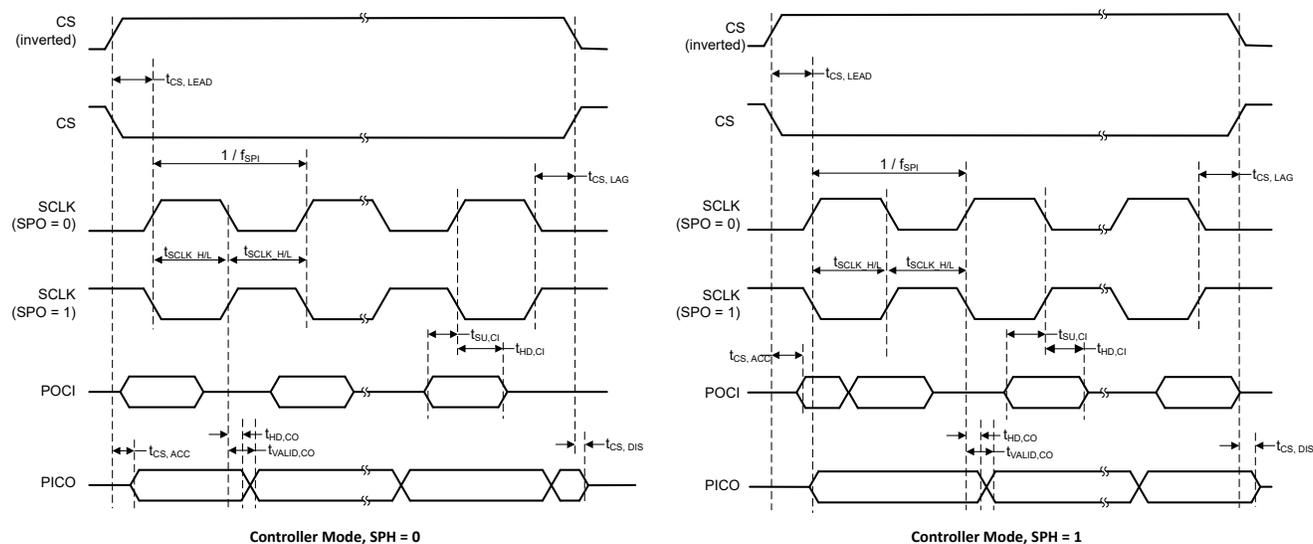 CS
(inverted)
tCS, LEAD
CS
1 / fSPI
tCS, LAG
SCLK
(SPO = 0)
tSCLK_H/L
tSCLK_H/L
SCLK
(SPO = 1)
tSU,CI
tHD,CI
POCI
tHD,CO
tCS, ACC
tVALID,CO
tCS, DIS
PICO
Controller Mode, SPH = 0
CS
(inverted)
tCS, LEAD
CS
1 / fSPI
tCS, LAG
SCLK
(SPO = 0)
tSCLK_H/L
tSCLK_H/L
SCLK
(SPO = 1)
tSU,CI
tCS, ACC
tHD,CI
POCI
tHD,CO
tVALID,CO
tCS, DIS
PICO
Controller Mode, SPH = 1